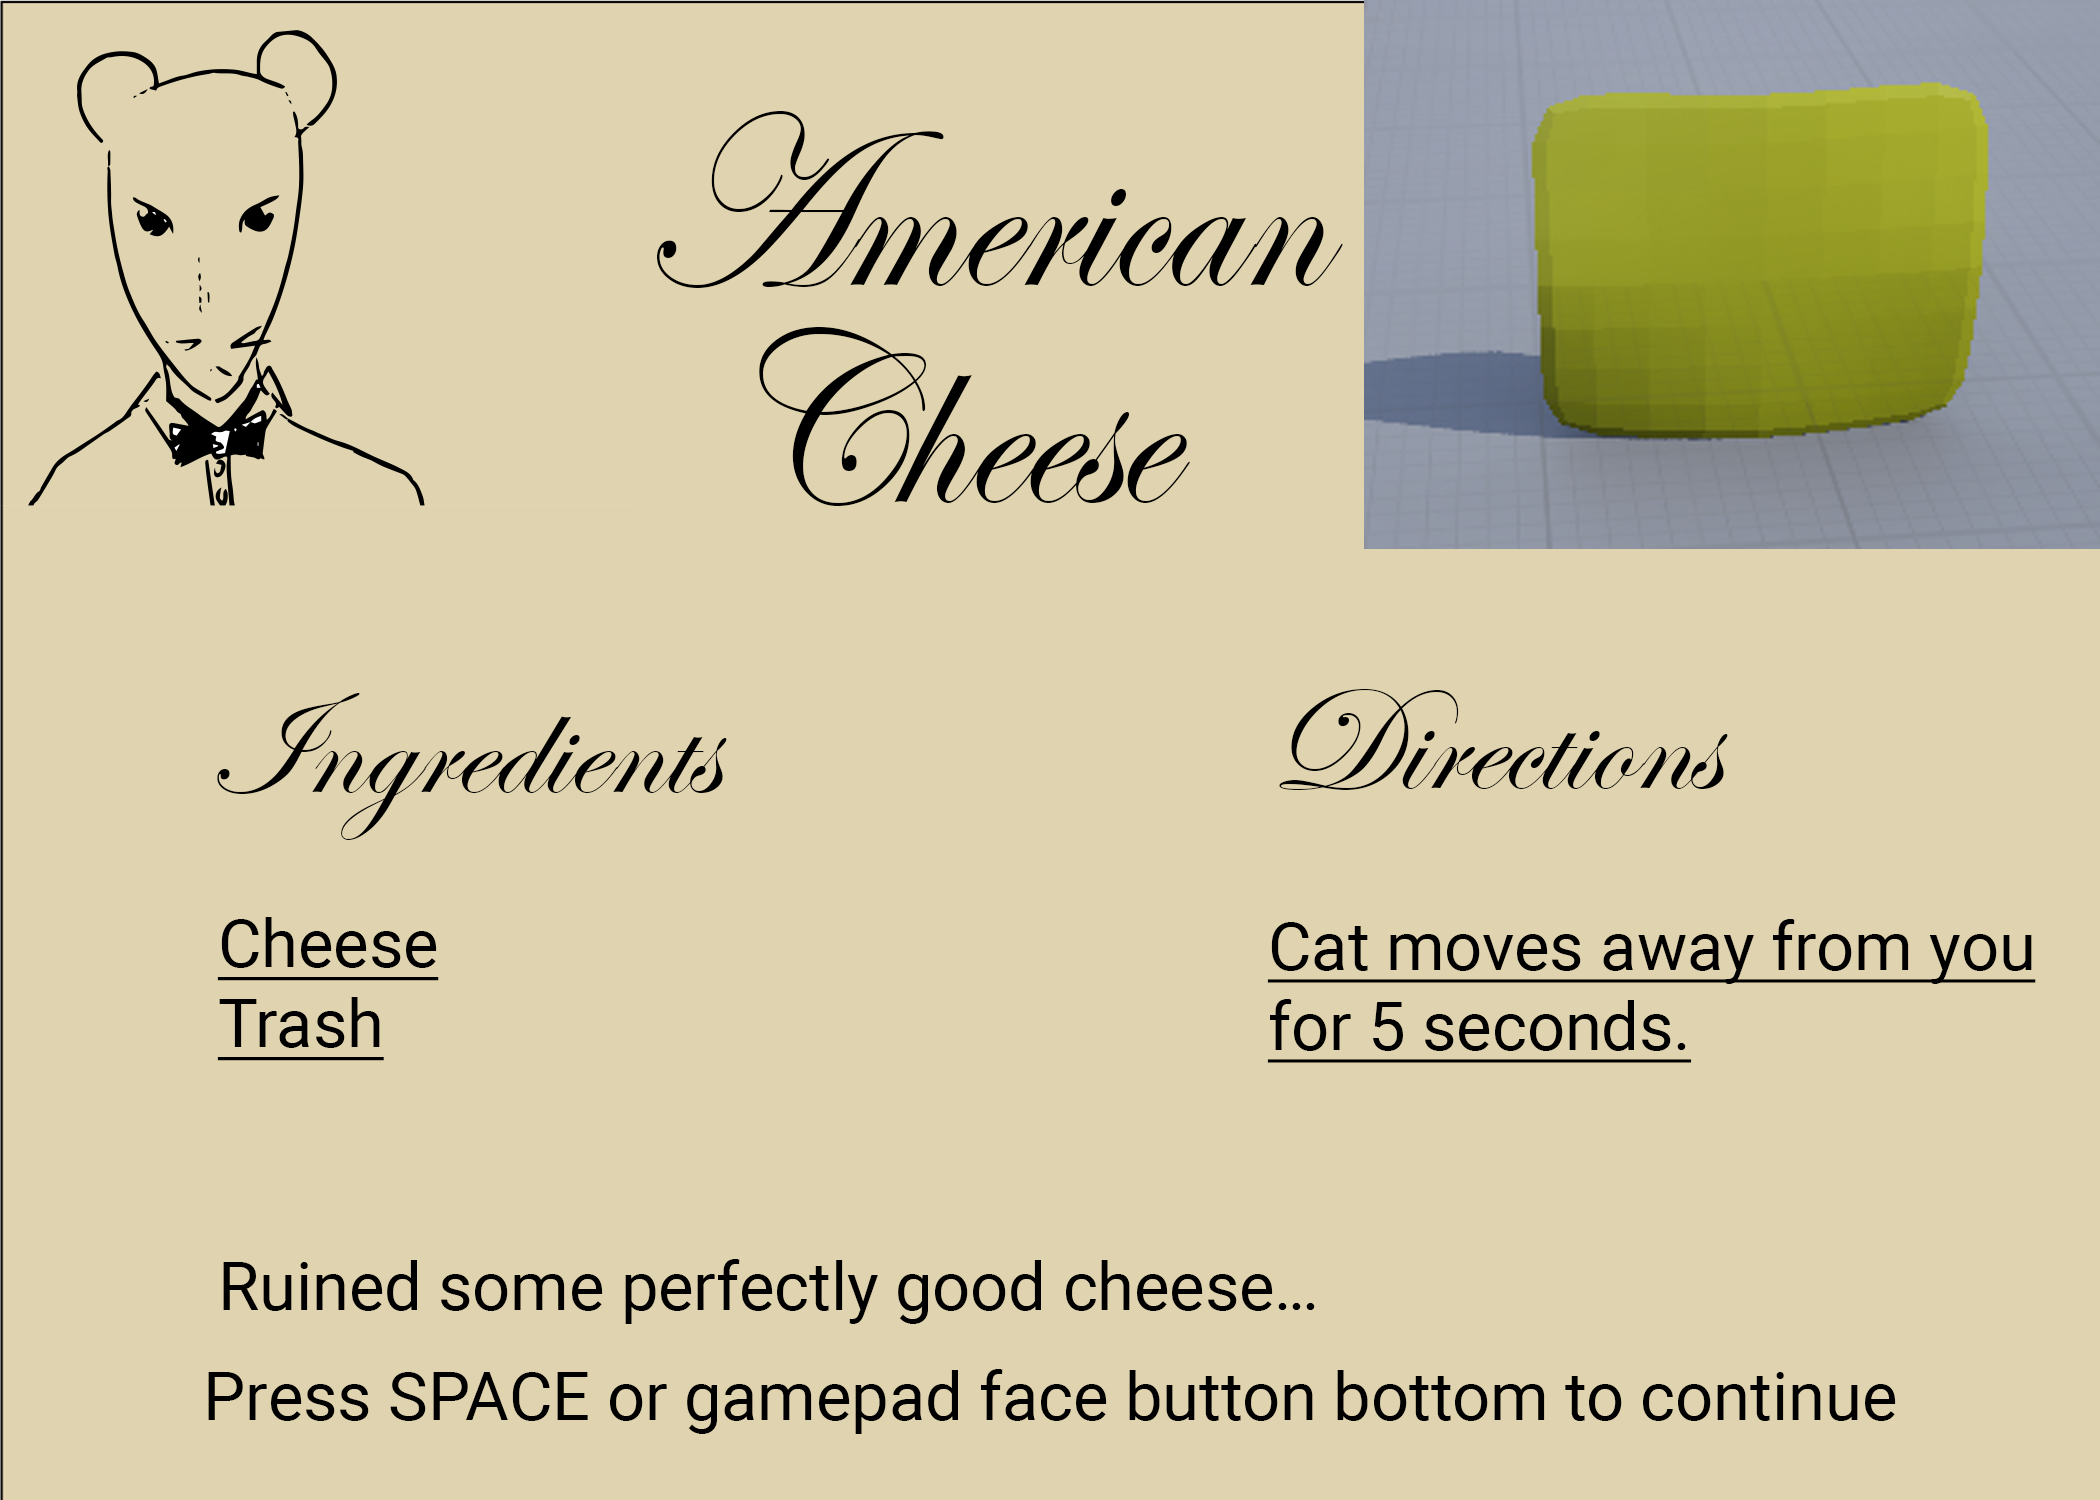 American
Cheese
Ingredients
Directions
Cheese
Trash
Cat moves away from you
for 5 seconds.
Ruined some perfectly good cheese...
Press SPACE or gamepad face button bottom to continue